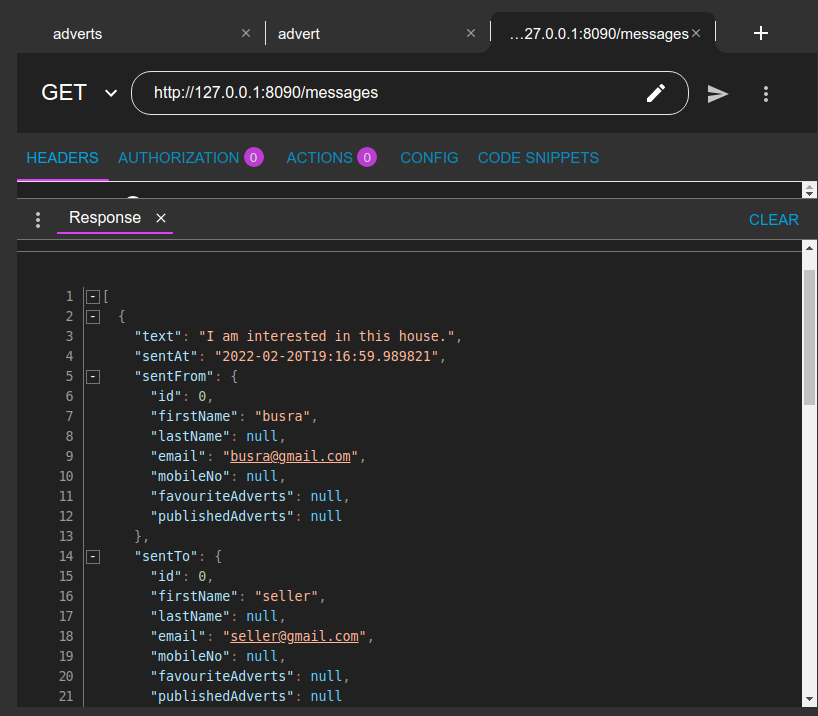 adverts × advert × …27.0.0.1:8090/messages × +
GET http://127.0.0.1:8090/messages
HEADERS AUTHORIZATION 0 ACTIONS 0 CONFIG CODE SNIPPETS
Response × CLEAR
1 - [
2 - {
3 "text": "I am interested in this house.",
4 "sentAt": "2022-02-20T19:16:59.989821",
5 - "sentFrom": {
6 "id": 0,
7 "firstName": "busra",
8 "lastName": null,
9 "email": "busra@gmail.com",
10 "mobileNo": null,
11 "favouriteAdverts": null,
12 "publishedAdverts": null
13 },
14 - "sentTo": {
15 "id": 0,
16 "firstName": "seller",
17 "lastName": null,
18 "email": "seller@gmail.com",
19 "mobileNo": null,
20 "favouriteAdverts": null,
21 "publishedAdverts": null